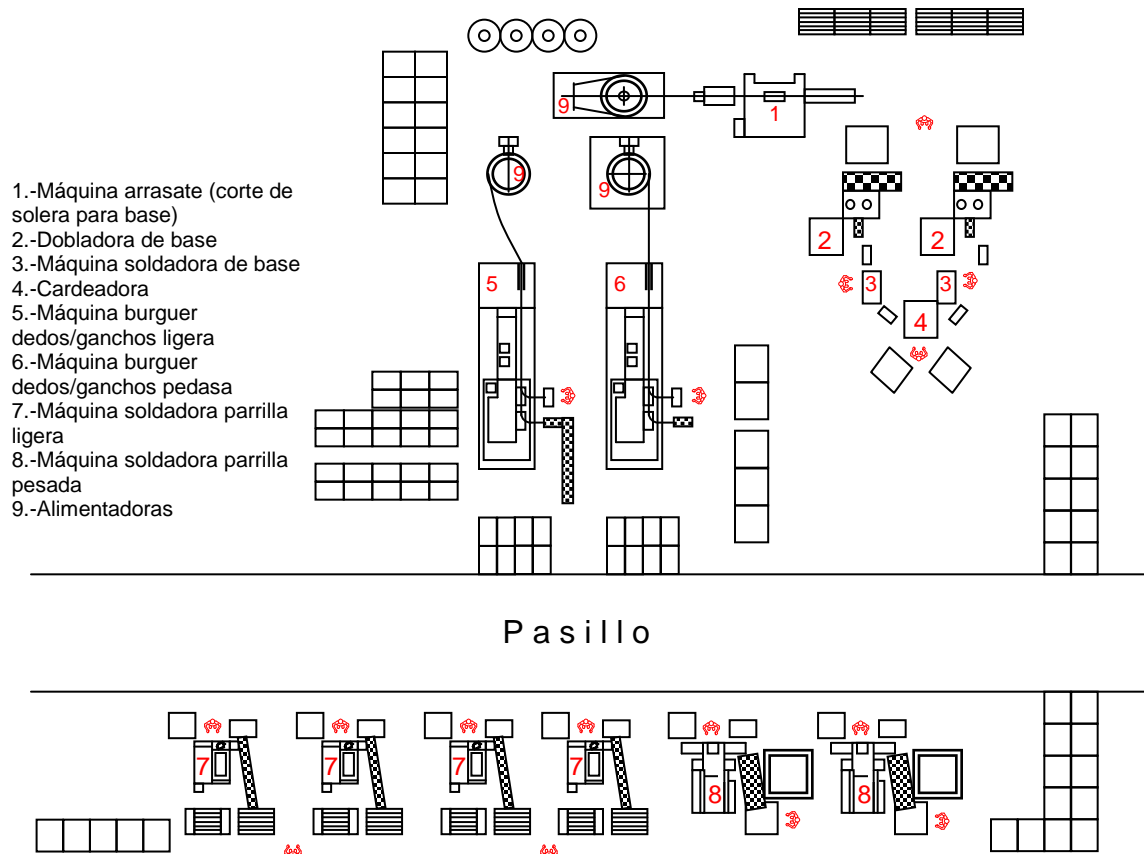 1.-Máquina arrasate (corte de
solera para base)
2.-Dobladora de base
3.-Máquina soldadora de base
4.-Cardeadora
5.-Máquina burguer
dedos/ganchos ligera
6.-Máquina burguer
dedos/ganchos pedasa
7.-Máquina soldadora parrilla
ligera
8.-Máquina soldadora parrilla
pesada
9.-Alimentadoras
9
1
9
9
2
2
5
6
3
3
4
Pasillo
7
7
7
7
8
8